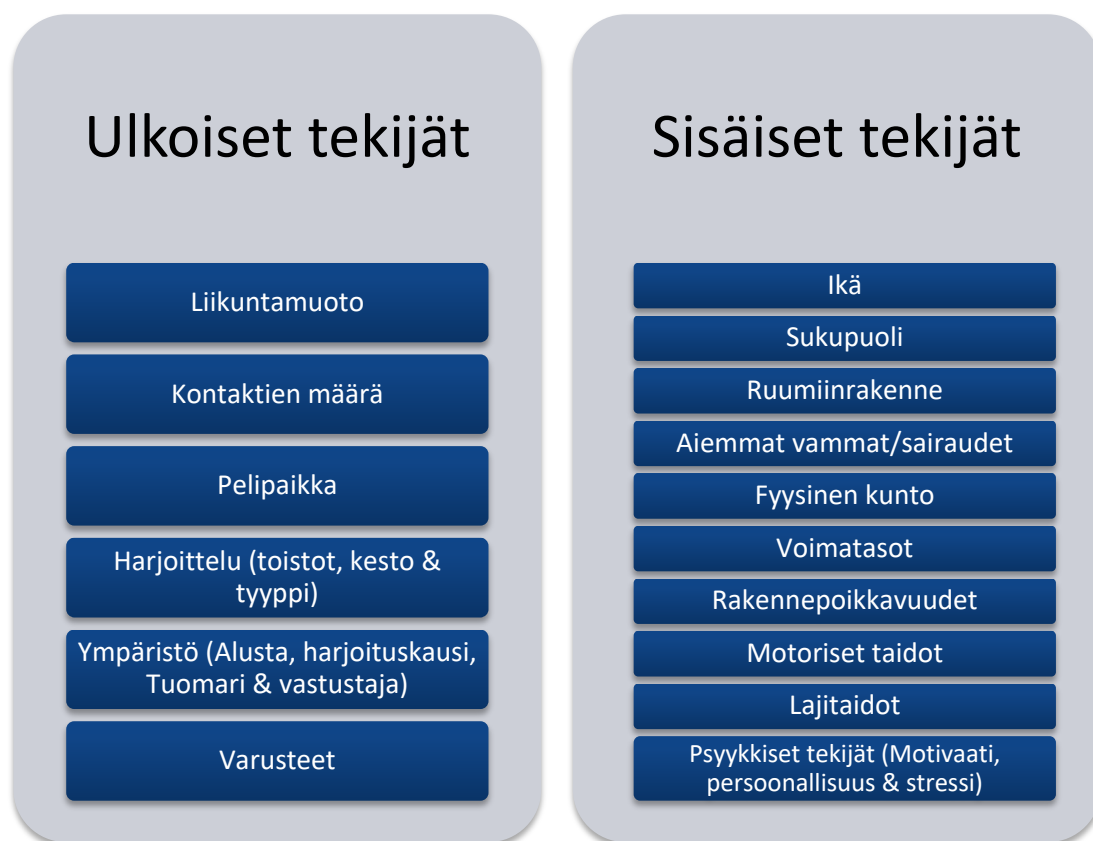 Ulkoiset tekijät
Liikuntamuoto
Kontaktien määrä
Pelipaikka
Harjoittelu (toistot, kesto &
tyyppi)
Ympäristö (Alusta, harjoituskausi,
Tuomari & vastustaja)
Varusteet
Sisäiset tekijät
Ikä
Sukupuoli
Ruumiinrakenne
Aiemmat vammat/sairaudet
Fyysinen kunto
Voimatasot
Rakennepoikkavuudet
Motoriset taidot
Lajitaidot
Psyykkiset tekijät (Motivaati,
persoonallisuus & stressi)